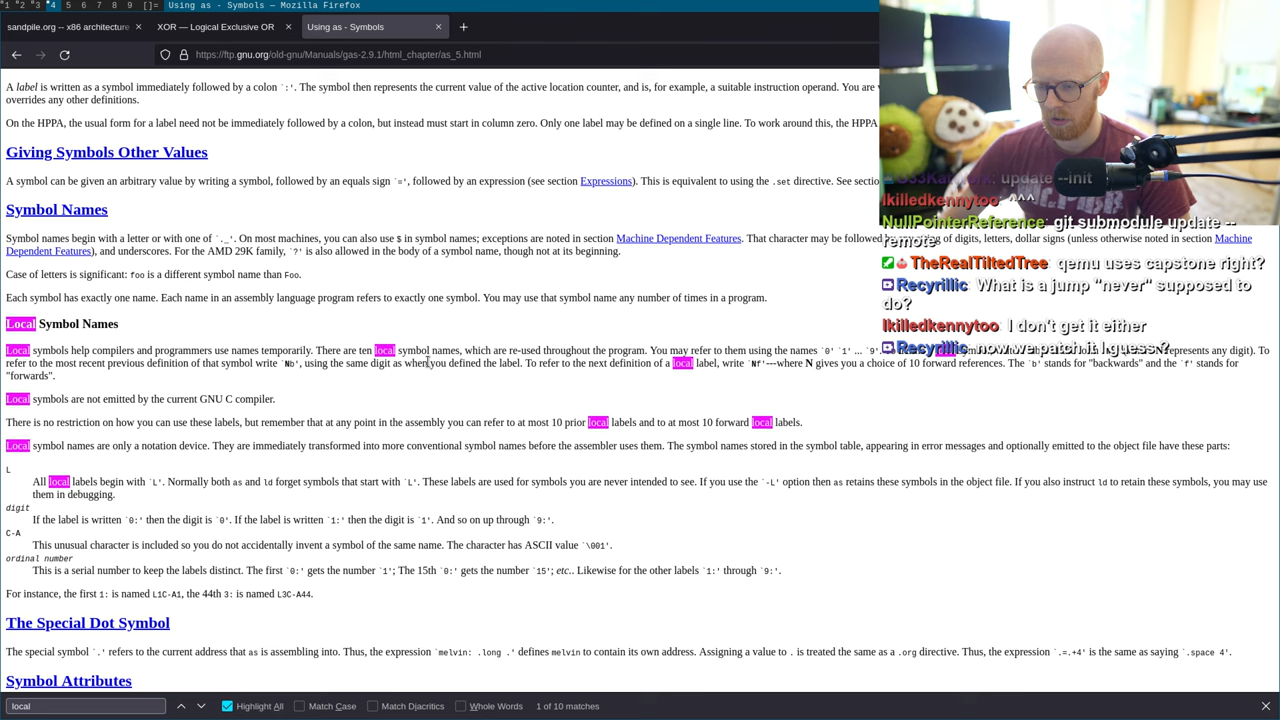 1 2 3 4 5 6 7 8 9 []= Using as - Symbols — Mozilla Firefox
sandpile.org -- x86 architecture × XOR — Logical Exclusive OR × Using as - Symbols × +
https://ftp.gnu.org/old-gnu/Manuals/gas-2.9.1/html_chapter/as_5.html
A label is written as a symbol immediately followed by a colon `:'. The symbol then represents the current value of the active location counter, and is, for example, a suitable instruction operand. You are
overrides any other definitions.
On the HPPA, the usual form for a label need not be immediately followed by a colon, but instead must start in column zero. Only one label may be defined on a single line. To work around this, the HPPA
Giving Symbols Other Values
A symbol can be given an arbitrary value by writing a symbol, followed by an equals sign `=', followed by an expression (see section Expressions). This is equivalent to using the .set directive. See section
update --init
lkilledkennytoo: ^^^
NullPointerReference: git submodule update --
remote
TheRealTiltedTree: qemu uses capstone right?
Recyrillic: What is a jump "never" supposed to
do?
lkilledkennytoo: I don't get it either
Recyrillic: now we patch it I guess?
Symbol Names
Symbol names begin with a letter or with one of `._'. On most machines, you can also use $ in symbol names; exceptions are noted in section Machine Dependent Features. That character may be followed of digits, letters, dollar signs (unless otherwise noted in section Machine
Dependent Features), and underscores. For the AMD 29K family, `?' is also allowed in the body of a symbol name, though not at its beginning.
Case of letters is significant: foo is a different symbol name than Foo.
Each symbol has exactly one name. Each name in an assembly language program refers to exactly one symbol. You may use that symbol name any number of times in a program.
Local Symbol Names
Local symbols help compilers and programmers use names temporarily. There are ten local symbol names, which are re-used throughout the program. You may refer to them using the names `0' `1' ... `9'. represents any digit). To
refer to the most recent previous definition of that symbol write `Nb', using the same digit as when you defined the label. To refer to the next definition of a local label, write `Nf'---where N gives you a choice of 10 forward references. The `b' stands for "backwards" and the `f' stands for
"forwards".
Local symbols are not emitted by the current GNU C compiler.
There is no restriction on how you can use these labels, but remember that at any point in the assembly you can refer to at most 10 prior local labels and to at most 10 forward local labels.
Local symbol names are only a notation device. They are immediately transformed into more conventional symbol names before the assembler uses them. The symbol names stored in the symbol table, appearing in error messages and optionally emitted to the object file have these parts:
L
All local labels begin with `L'. Normally both as and ld forget symbols that start with `L'. These labels are used for symbols you are never intended to see. If you use the `-L' option then as retains these symbols in the object file. If you also instruct ld to retain these symbols, you may use
them in debugging.
digit
If the label is written `0:' then the digit is `0'. If the label is written `1:' then the digit is `1'. And so on up through `9:'.
C-A
This unusual character is included so you do not accidentally invent a symbol of the same name. The character has ASCII value `\001'.
ordinal number
This is a serial number to keep the labels distinct. The first `0:' gets the number `1'; The 15th `0:' gets the number `15'; etc.. Likewise for the other labels `1:' through `9:'.
For instance, the first 1: is named L1C-A1, the 44th 3: is named L3C-A44.
The Special Dot Symbol
The special symbol `.' refers to the current address that as is assembling into. Thus, the expression `melvin: .long .' defines melvin to contain its own address. Assigning a value to . is treated the same as a .org directive. Thus, the expression `.=.+4' is the same as saying `.space 4'.
Symbol Attributes
local Highlight All Match Case Match Diacritics Whole Words 1 of 10 matches